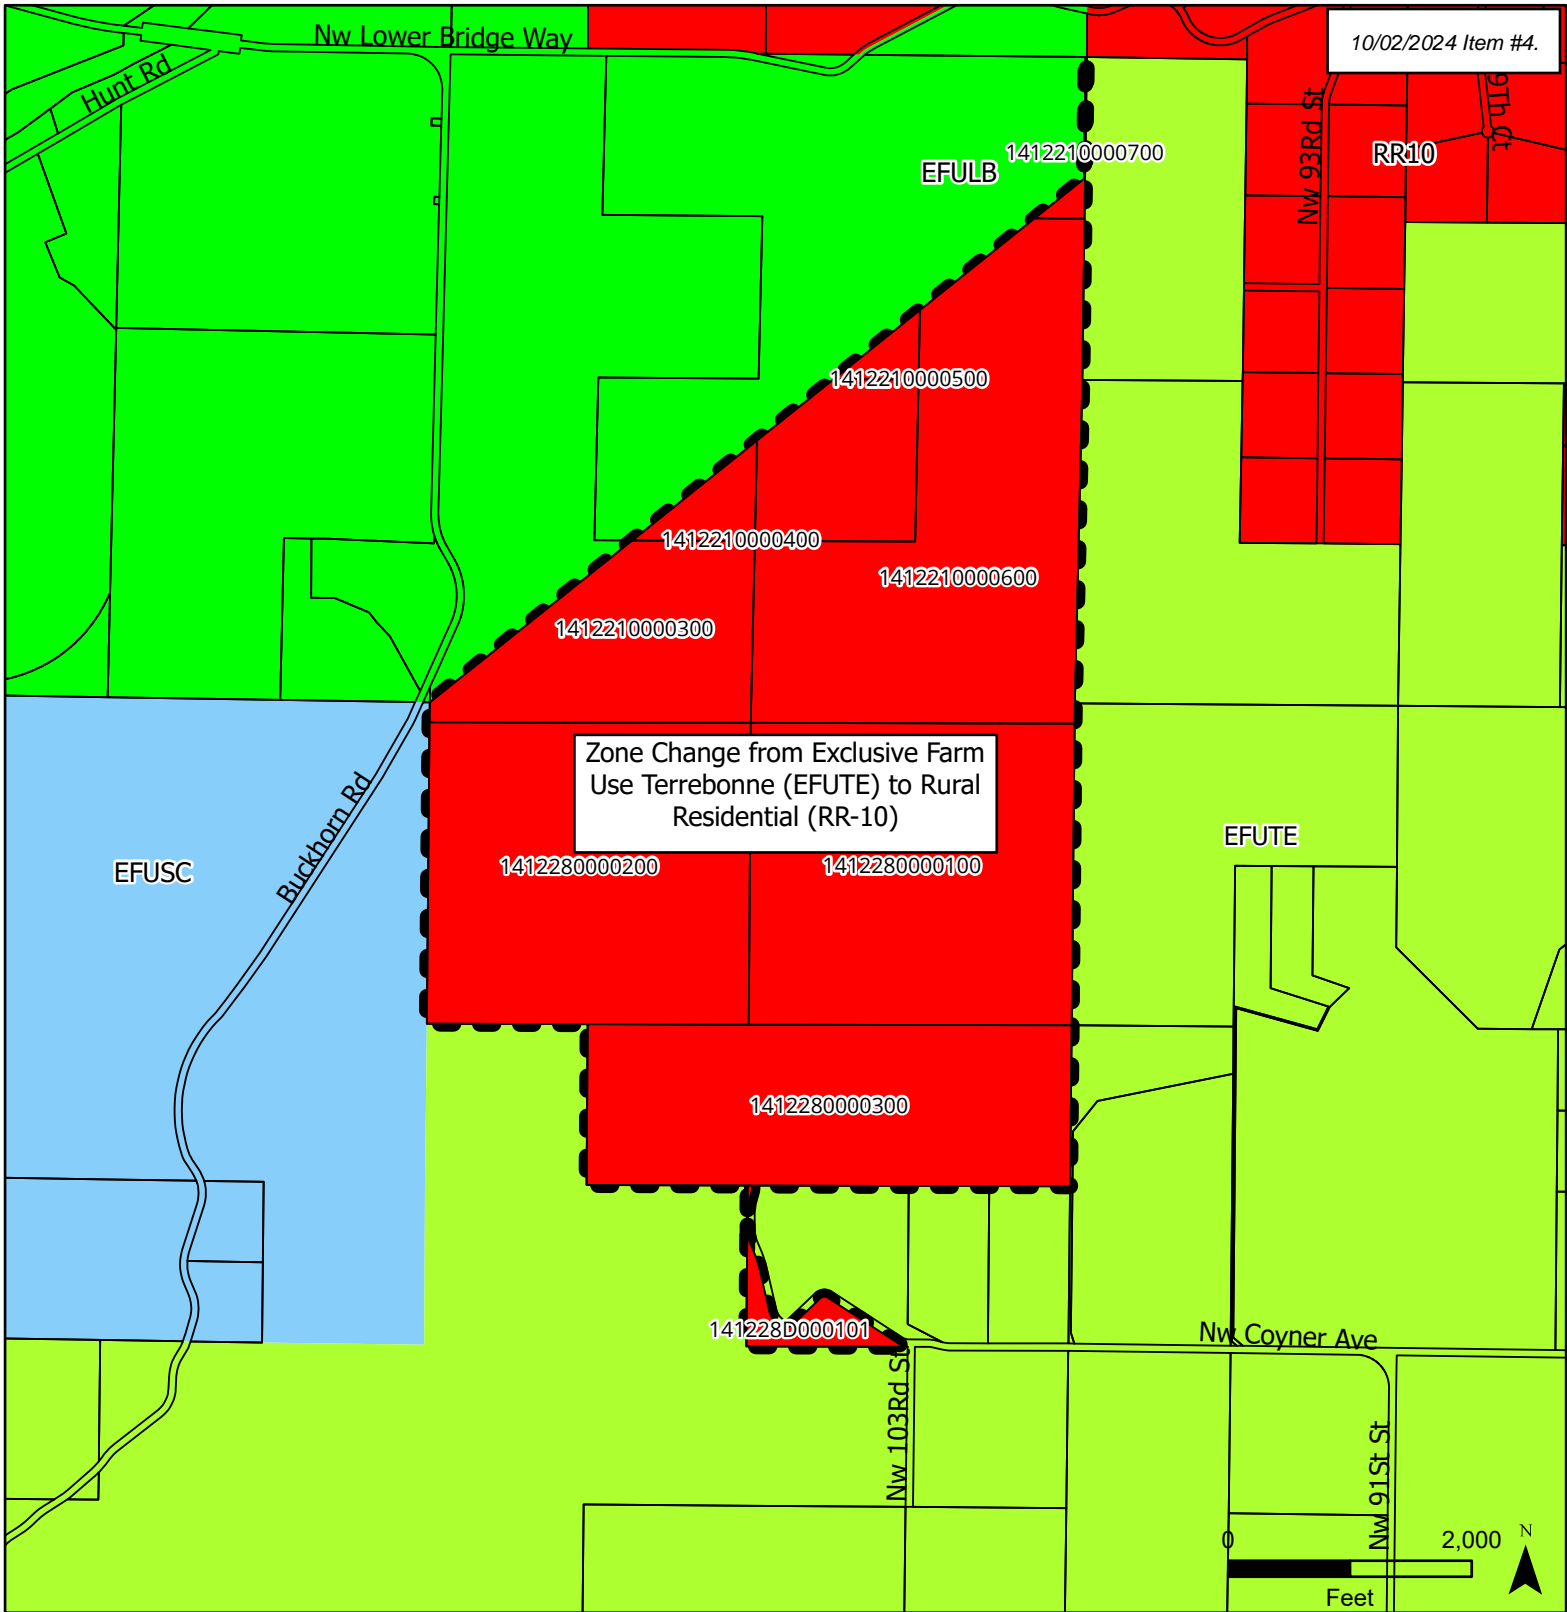 10/02/2024 Item #4.
Nw Lower Bridge Way
Hunt Rd
Nw 93Rd St
9Th Ct
RR10
1412210000700
EFULB
1412210000500
1412210000400
1412210000600
1412210000300
Zone Change from Exclusive Farm
Use Terrebonne (EFUTE) to Rural
Residential (RR-10)
Buckhorn Rd
EFUSC
EFUTE
1412280000200
1412280000100
1412280000300
141228D000101
Nw Coyner Ave
Nw 103Rd St
Nw 91St St
0
2,000
N
Feet